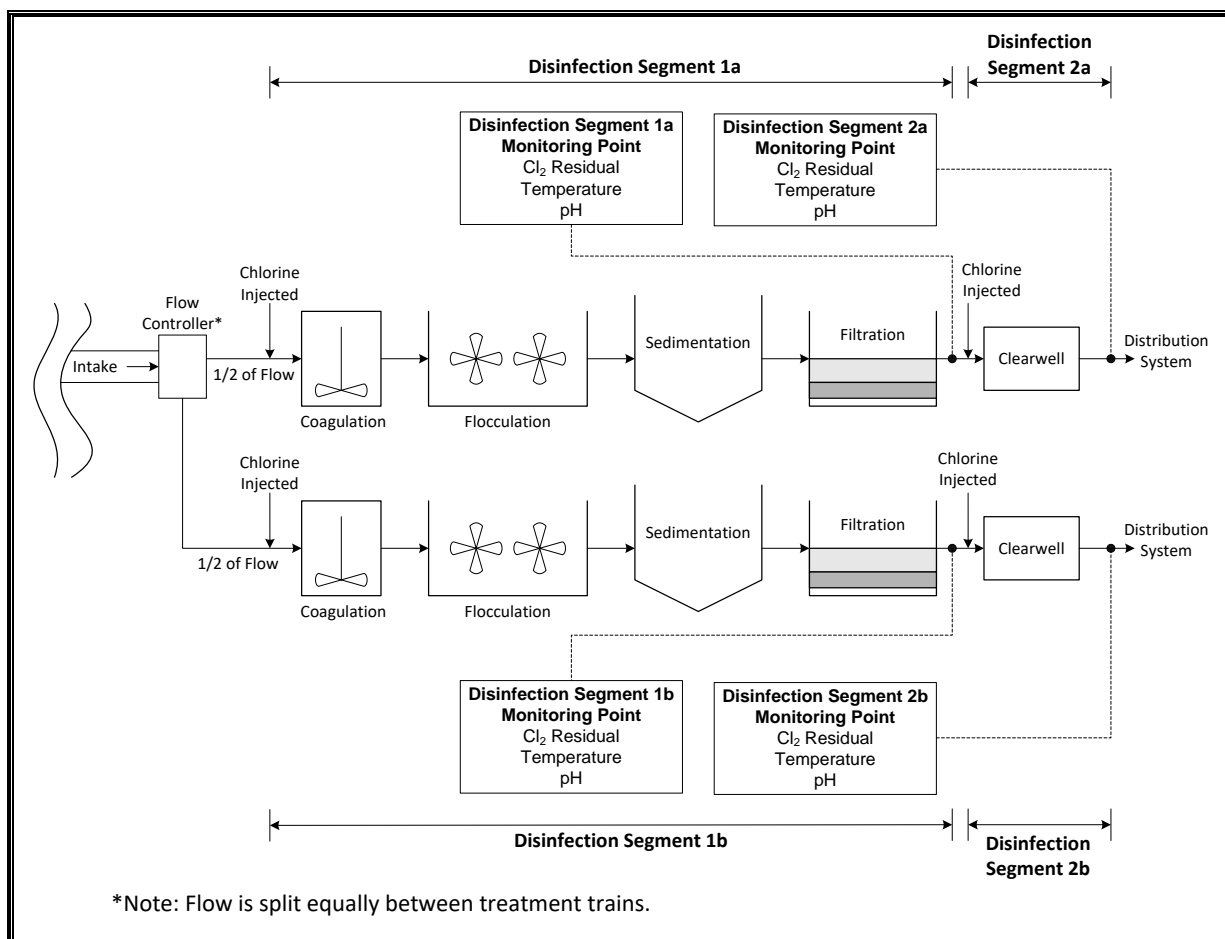 Disinfection Segment 1a
Disinfection
Segment 2a
Disinfection Segment 1a
Monitoring Point
Cl₂ Residual
Temperature
pH
Disinfection Segment 2a
Monitoring Point
Cl₂ Residual
Temperature
pH
Chlorine
Injected
Flow
Controller*
Intake
1/2 of Flow
Coagulation
Flocculation
Sedimentation
Filtration
Chlorine
Injected
Clearwell
Distribution
System
Chlorine
Injected
1/2 of Flow
Coagulation
Flocculation
Sedimentation
Filtration
Chlorine
Injected
Clearwell
Distribution
System
Disinfection Segment 1b
Monitoring Point
Cl₂ Residual
Temperature
pH
Disinfection Segment 2b
Monitoring Point
Cl₂ Residual
Temperature
pH
Disinfection Segment 1b
Disinfection
Segment 2b
*Note: Flow is split equally between treatment trains.